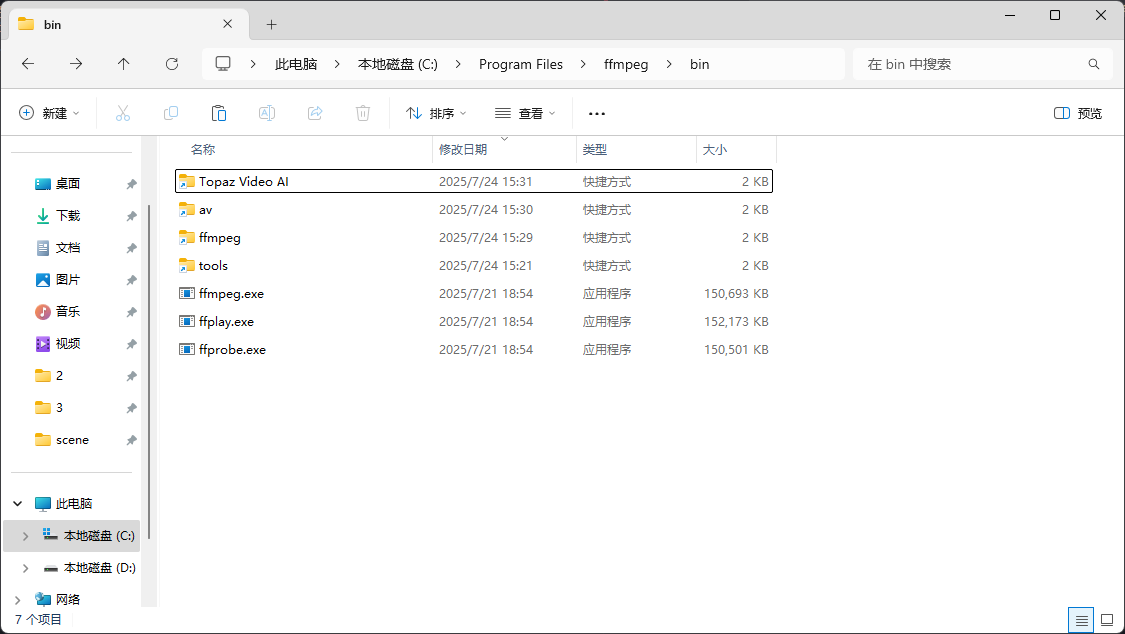 bin
此电脑 本地磁盘 (C:) Program Files ffmpeg bin
在 bin 中搜索
新建 排序 查看 预览
名称 修改日期 类型 大小
Topaz Video AI 2025/7/24 15:31 快捷方式 2 KB
av 2025/7/24 15:30 快捷方式 2 KB
ffmpeg 2025/7/24 15:29 快捷方式 2 KB
tools 2025/7/24 15:21 快捷方式 2 KB
ffmpeg.exe 2025/7/21 18:54 应用程序 150,693 KB
ffplay.exe 2025/7/21 18:54 应用程序 152,173 KB
ffprobe.exe 2025/7/21 18:54 应用程序 150,501 KB
桌面
下载
文档
图片
音乐
视频
2
3
scene
此电脑
本地磁盘 (C:)
本地磁盘 (D:)
网络
7 个项目